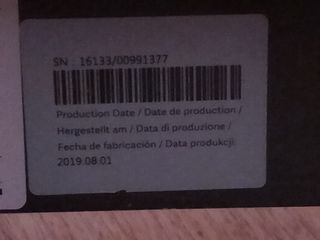 SN : 16133/00991377
Production Date / Date de production /
Hergestellt am / Data di produzione /
Fecha de fabricación / Data produkcji:
2019.08.01